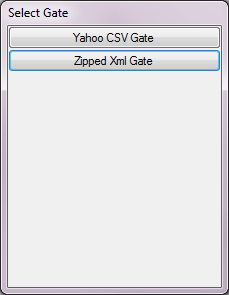 Select Gate
Yahoo CSV Gate
Zipped Xml Gate